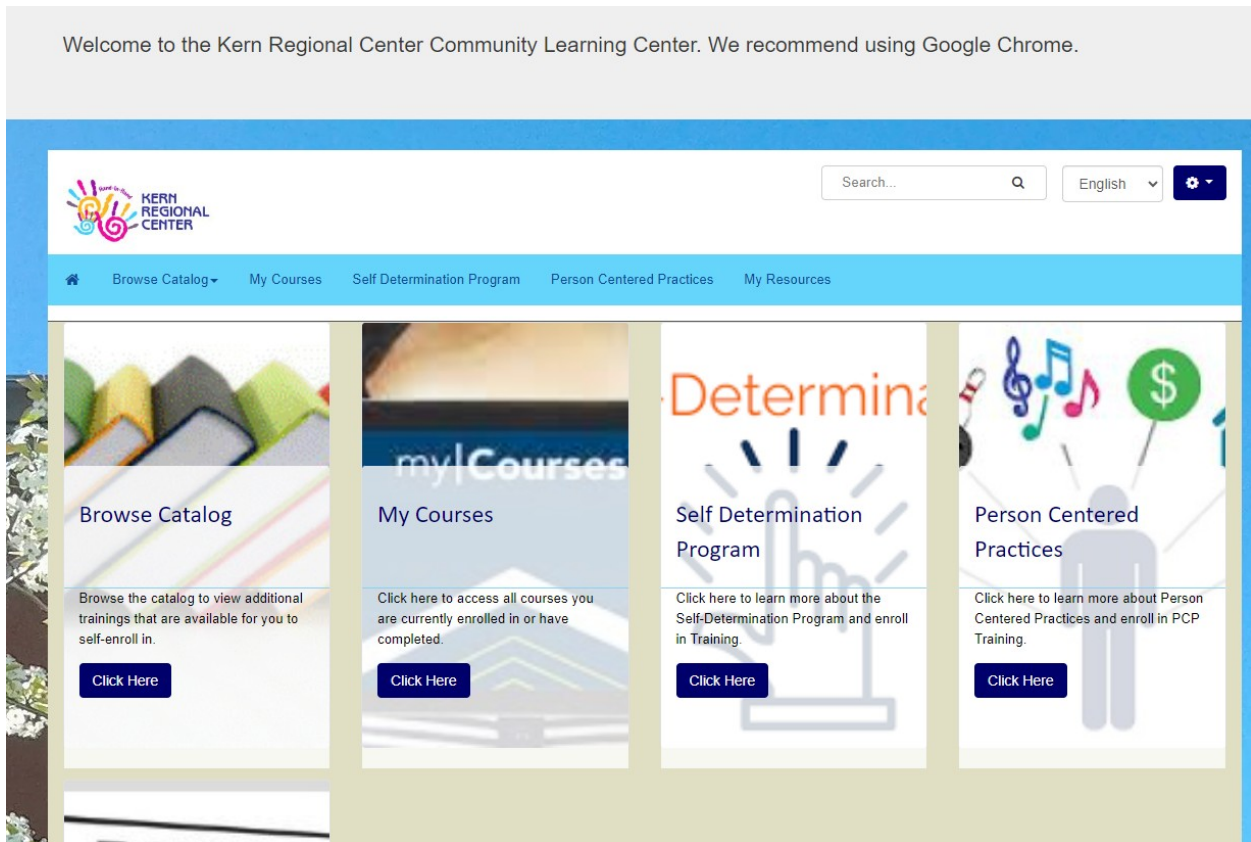 Welcome to the Kern Regional Center Community Learning Center. We recommend using Google Chrome.
Hand-in-Hand
KERN
REGIONAL
CENTER
Search...
English
Browse Catalog
My Courses
Self Determination Program
Person Centered Practices
My Resources
my|Courses
-Determina
$
Browse Catalog
My Courses
Self Determination
Program
Person Centered
Practices
Browse the catalog to view additional
trainings that are available for you to
self-enroll in.
Click Here
Click here to access all courses you
are currently enrolled in or have
completed.
Click Here
Click here to learn more about the
Self-Determination Program and enroll
in Training.
Click Here
Click here to learn more about Person
Centered Practices and enroll in PCP
Training.
Click Here